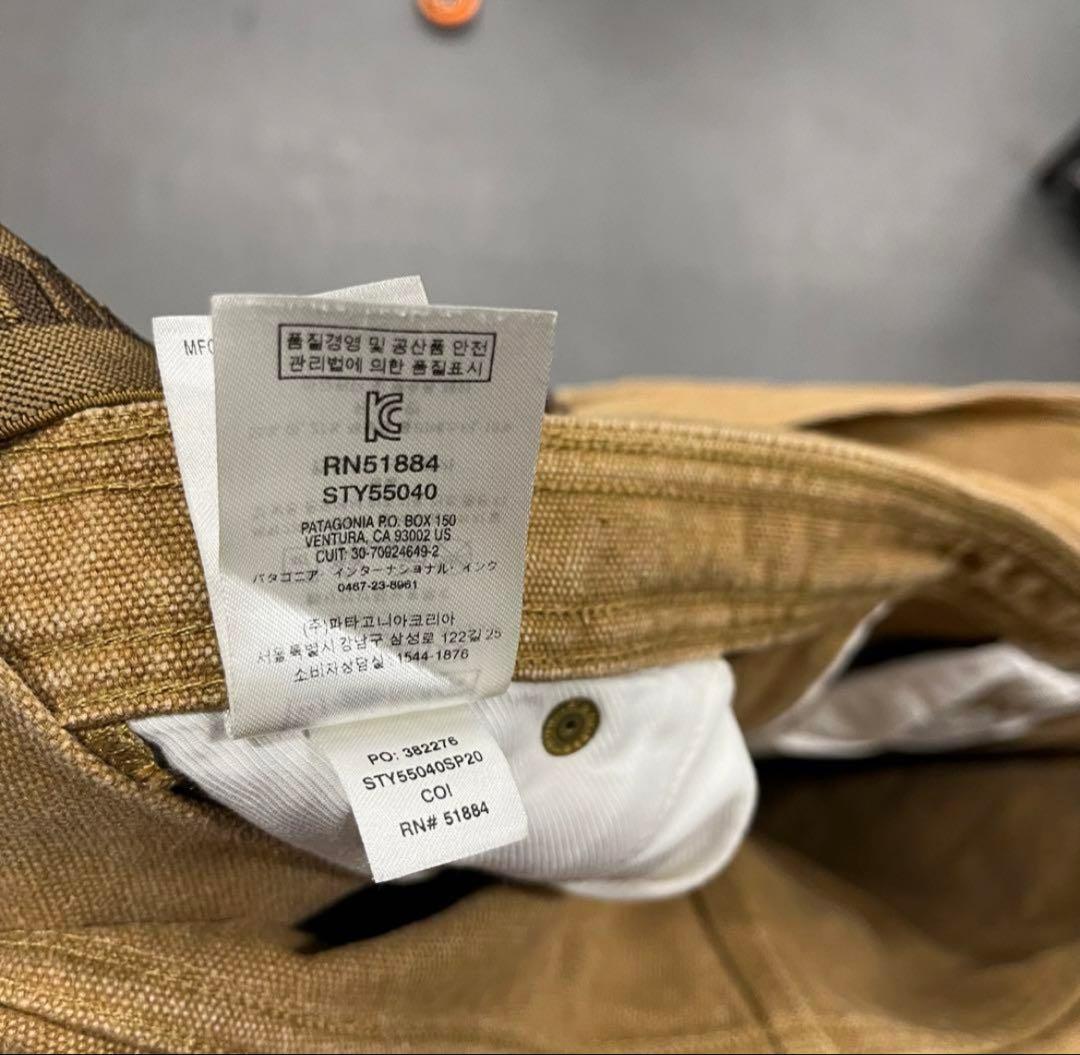 MFG
품질경영 및 공산품 안전
관리법에 의한 품질표시
KC
RN51884
STY55040
PATAGONIA P.O. BOX 150
VENTURA, CA 93002 US
CUIT: 30-70924649-2
パタゴニア・インターナショナル・インク
0467-23-8961
(주)파타고니아코리아
서울특별시 강남구 삼성로 122길 25
소비자상담실 1544-1876
PO: 382276
STY55040SP20
COI
RN# 51884